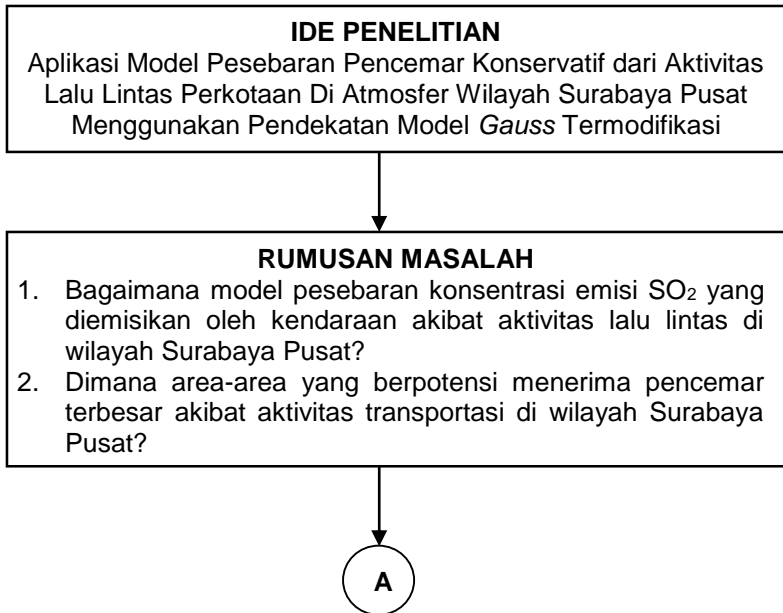 IDE PENELITIAN
Aplikasi Model Pesebaran Pencemar Konservatif dari Aktivitas
Lalu Lintas Perkotaan Di Atmosfer Wilayah Surabaya Pusat
Menggunakan Pendekatan Model Gauss Termodifikasi
RUMUSAN MASALAH
1. Bagaimana model pesebaran konsentrasi emisi SO₂ yang
diemisikan oleh kendaraan akibat aktivitas lalu lintas di
wilayah Surabaya Pusat?
2. Dimana area-area yang berpotensi menerima pencemar
terbesar akibat aktivitas transportasi di wilayah Surabaya
Pusat?
A